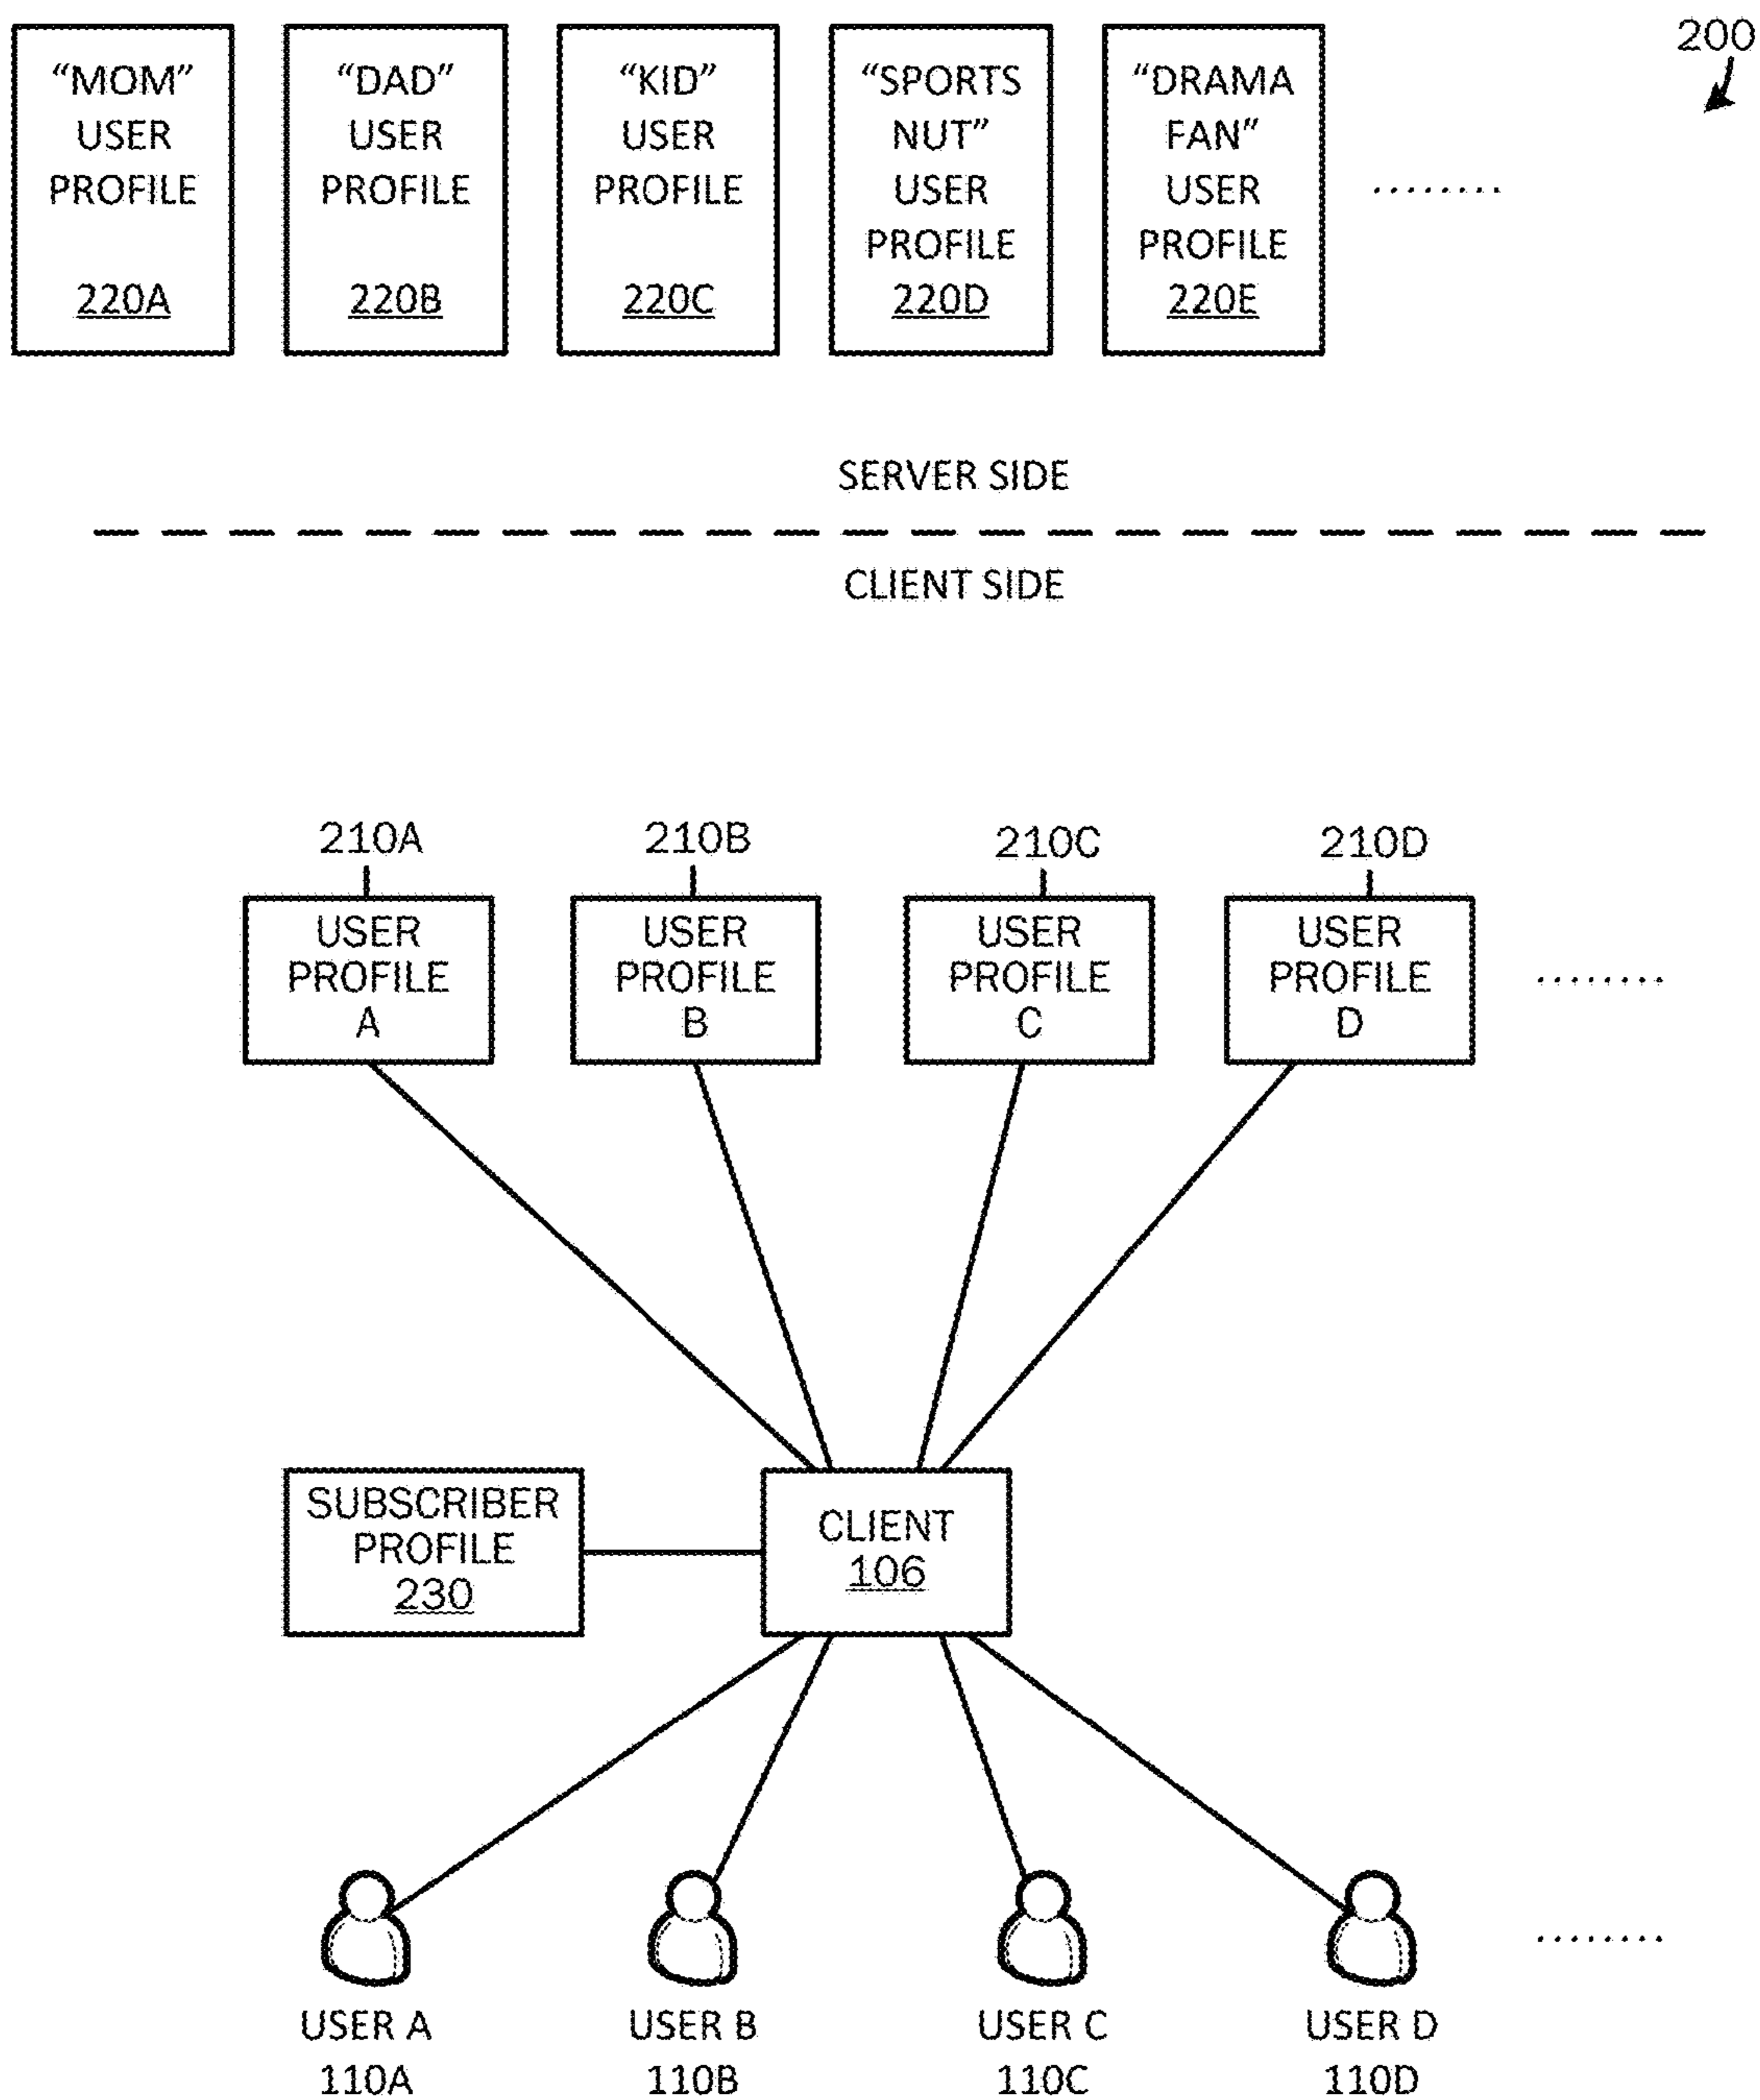 200
“MOM”
USER
PROFILE
220A
“DAD”
USER
PROFILE
220B
“KID”
USER
PROFILE
220C
“SPORTS
NUT”
USER
PROFILE
220D
“DRAMA
FAN”
USER
PROFILE
220E
........
SERVER SIDE
CLIENT SIDE
210A
USER
PROFILE
A
210B
USER
PROFILE
B
210C
USER
PROFILE
C
210D
USER
PROFILE
D
........
SUBSCRIBER
PROFILE
230
CLIENT
106
USER A
110A
USER B
110B
USER C
110C
USER D
110D
........